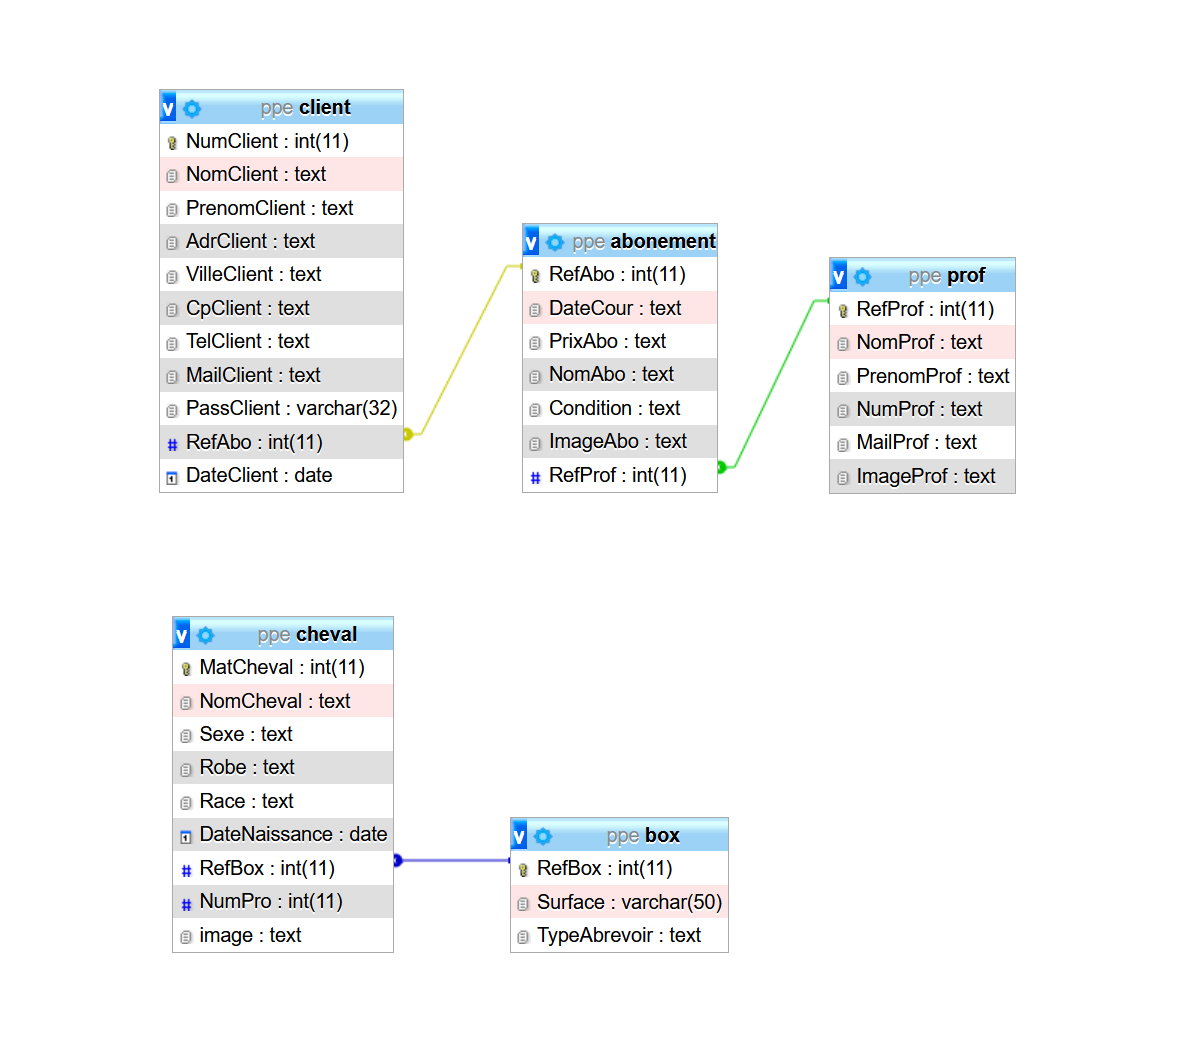 v ppe client
NumClient : int(11)
NomClient : text
PrenomClient : text
AdrClient : text
VilleClient : text
CpClient : text
TelClient : text
MailClient : text
PassClient : varchar(32)
# RefAbo : int(11)
DateClient : date
v ppe abonement
RefAbo : int(11)
DateCour : text
PrixAbo : text
NomAbo : text
Condition : text
ImageAbo : text
# RefProf : int(11)
v ppe prof
RefProf : int(11)
NomProf : text
PrenomProf : text
NumProf : text
MailProf : text
ImageProf : text
v ppe cheval
MatCheval : int(11)
NomCheval : text
Sexe : text
Robe : text
Race : text
DateNaissance : date
# RefBox : int(11)
# NumPro : int(11)
image : text
v ppe box
RefBox : int(11)
Surface : varchar(50)
TypeAbrevoir : text